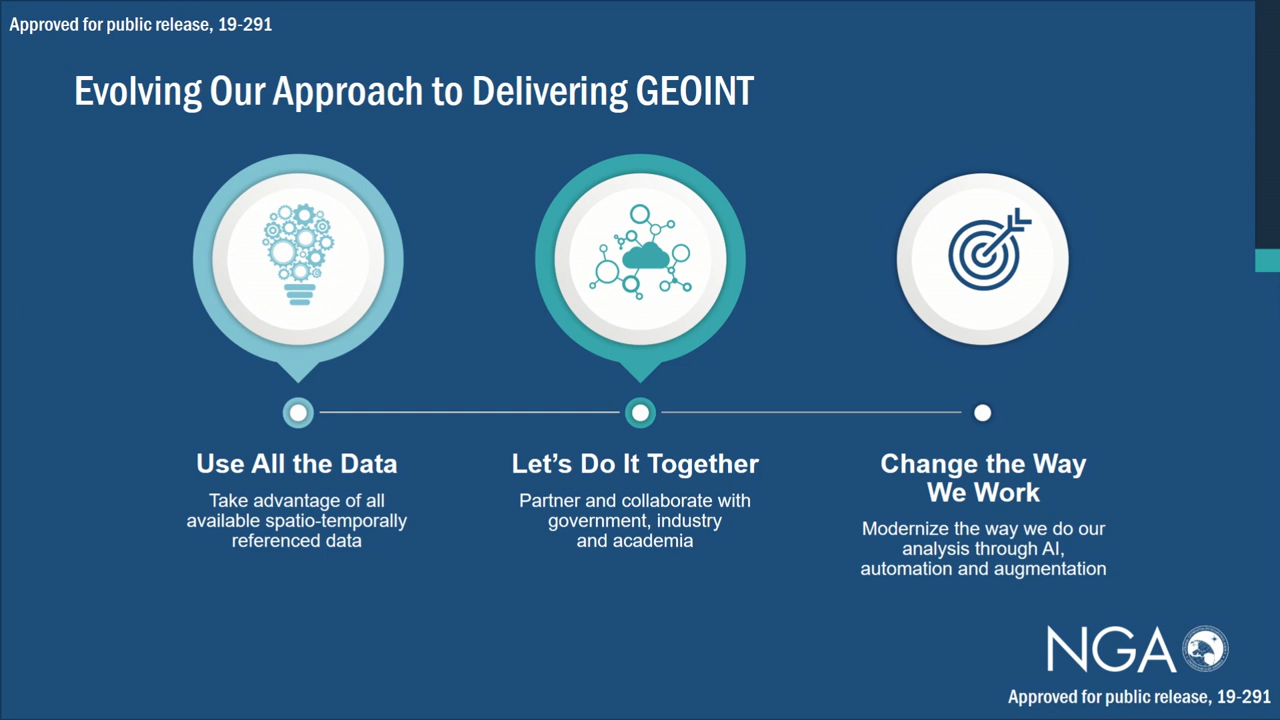 Approved for public release, 19-291
Evolving Our Approach to Delivering GEOINT
Use All the Data
Take advantage of all
available spatio-temporally
referenced data
Let’s Do It Together
Partner and collaborate with
government, industry
and academia
Change the Way
We Work
Modernize the way we do our
analysis through AI,
automation and augmentation
NGA
Approved for public release, 19-291